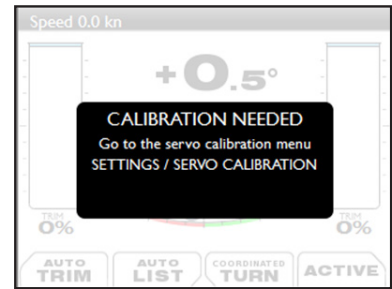 Speed 0.0 kn
+0.5°
CALIBRATION NEEDED
Go to the servo calibration menu
SETTINGS / SERVO CALIBRATION
TRIM
0%
TRIM
0%
AUTO
TRIM
AUTO
LIST
COORDINATED
TURN
ACTIVE